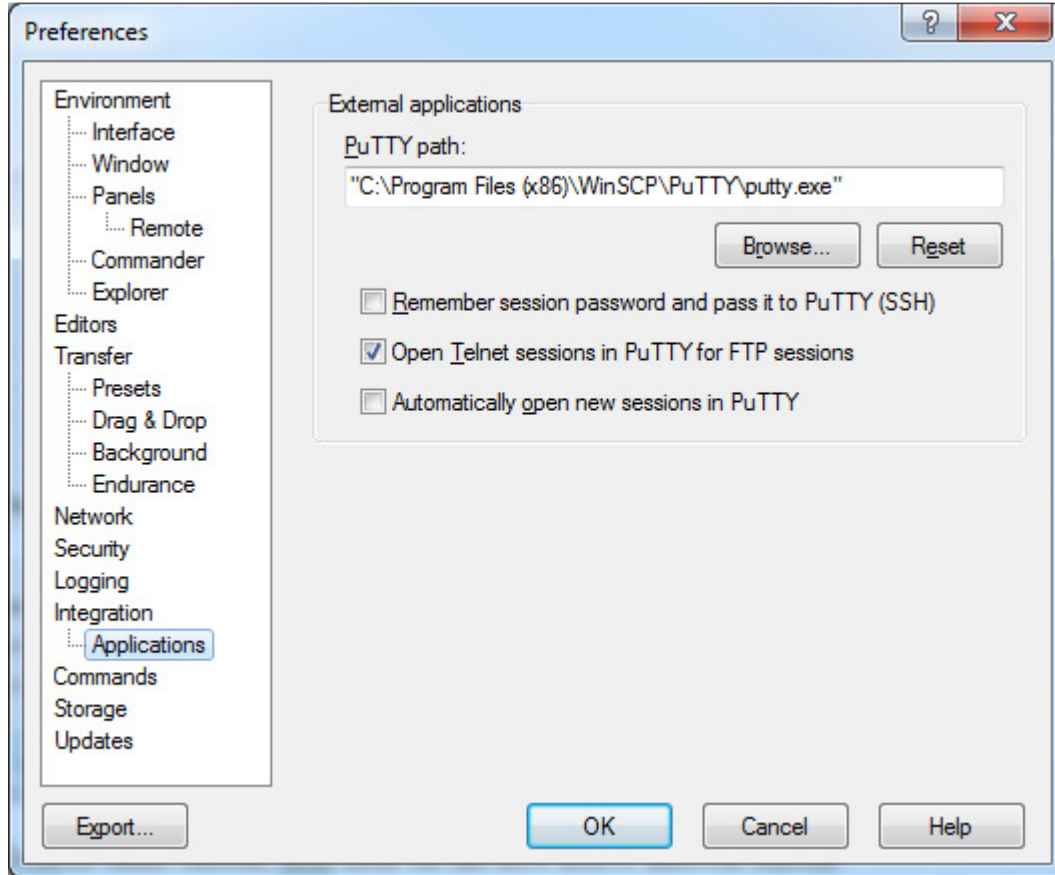 Preferences
Environment
Interface
Window
Panels
Remote
Commander
Explorer
Editors
Transfer
Presets
Drag & Drop
Background
Endurance
Network
Security
Logging
Integration
Applications
Commands
Storage
Updates
External applications
PuTTY path:
"C:\Program Files (x86)\WinSCP\PuTTY\putty.exe"
Browse... Reset
Remember session password and pass it to PuTTY (SSH)
Open Telnet sessions in PuTTY for FTP sessions
Automatically open new sessions in PuTTY
Export... OK Cancel Help